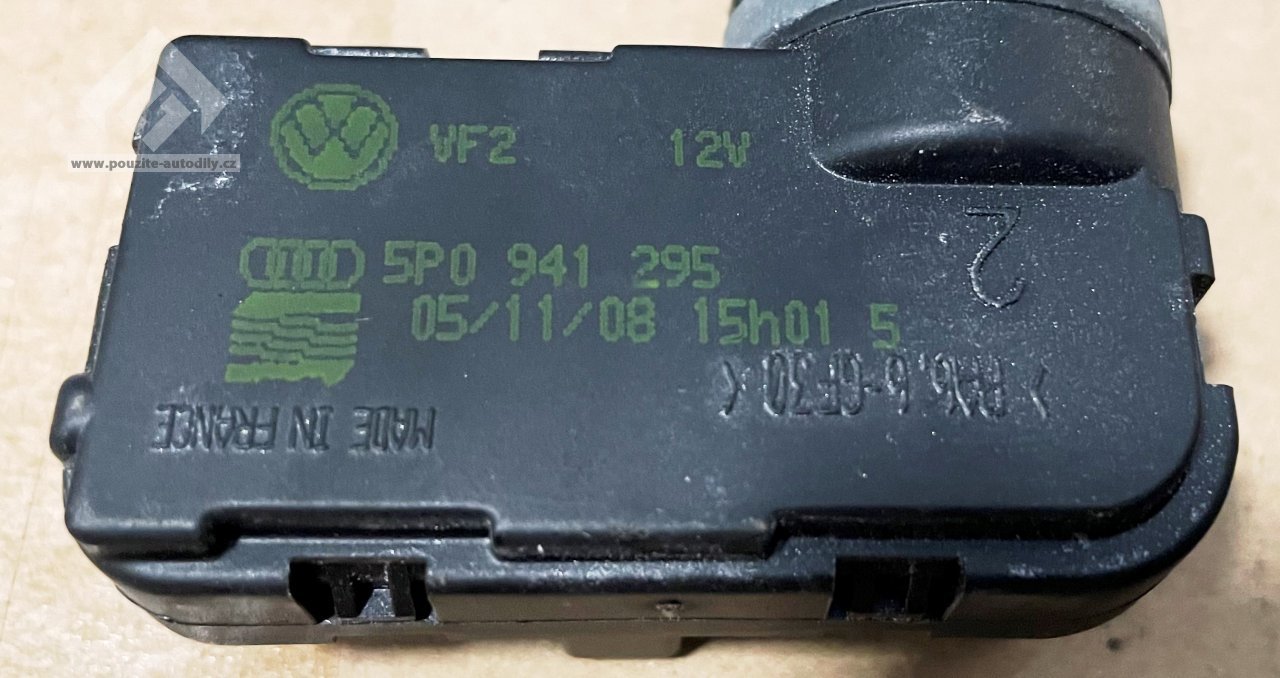 www.pouzite-autodily.cz
VF2 12V
5P0 941 295
05/11/08 15h01 5
2
>PA6.6-GF30<
MADE IN FRANCE